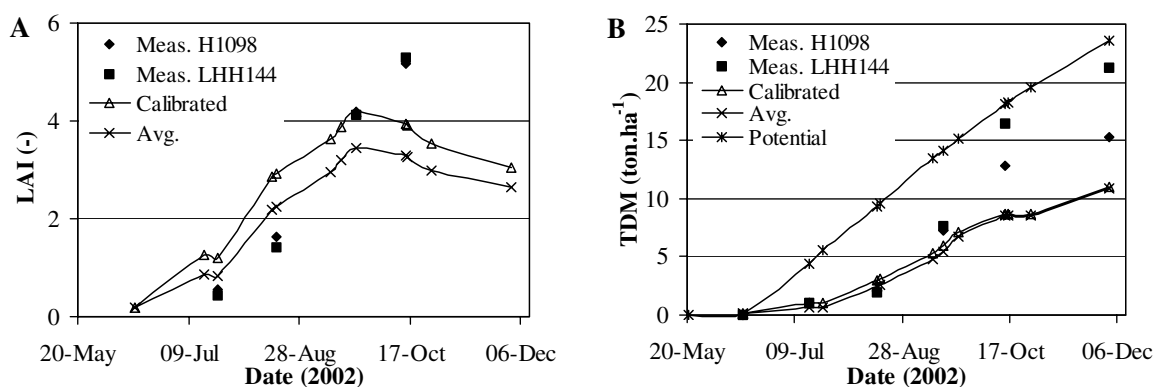 A
LAI (-)
6
4
2
0
Meas. H1098
Meas. LHH144
Calibrated
Avg.
20-May 09-Jul 28-Aug 17-Oct 06-Dec
Date (2002)
B
TDM (ton.ha⁻¹)
25
20
15
10
5
0
Meas. H1098
Meas. LHH144
Calibrated
Avg.
Potential
20-May 09-Jul 28-Aug 17-Oct 06-Dec
Date (2002)